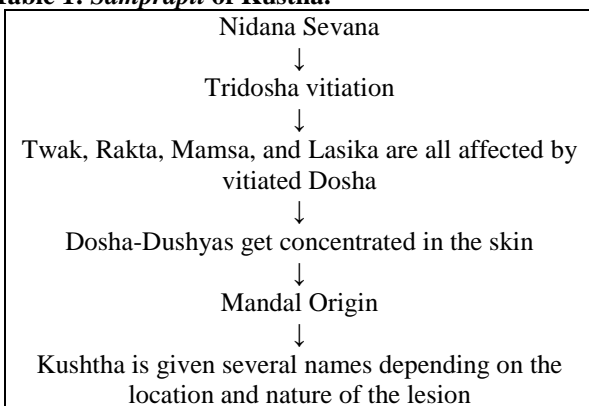 Table 1: Samprapti of Kustha.
Nidana Sevana
↓
Tridosha vitiation
↓
Twak, Rakta, Mamsa, and Lasika are all affected by
vitiated Dosha
↓
Dosha-Dushyas get concentrated in the skin
↓
Mandal Origin
↓
Kushtha is given several names depending on the
location and nature of the lesion